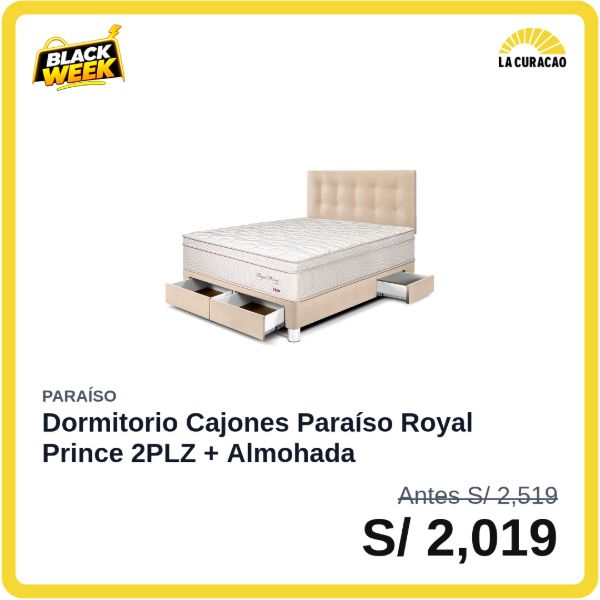 BLACK
WEEK
LA CURACAO
PARAÍSO
Dormitorio Cajones Paraíso Royal
Prince 2PLZ + Almohada
Antes S/ 2,519
S/ 2,019